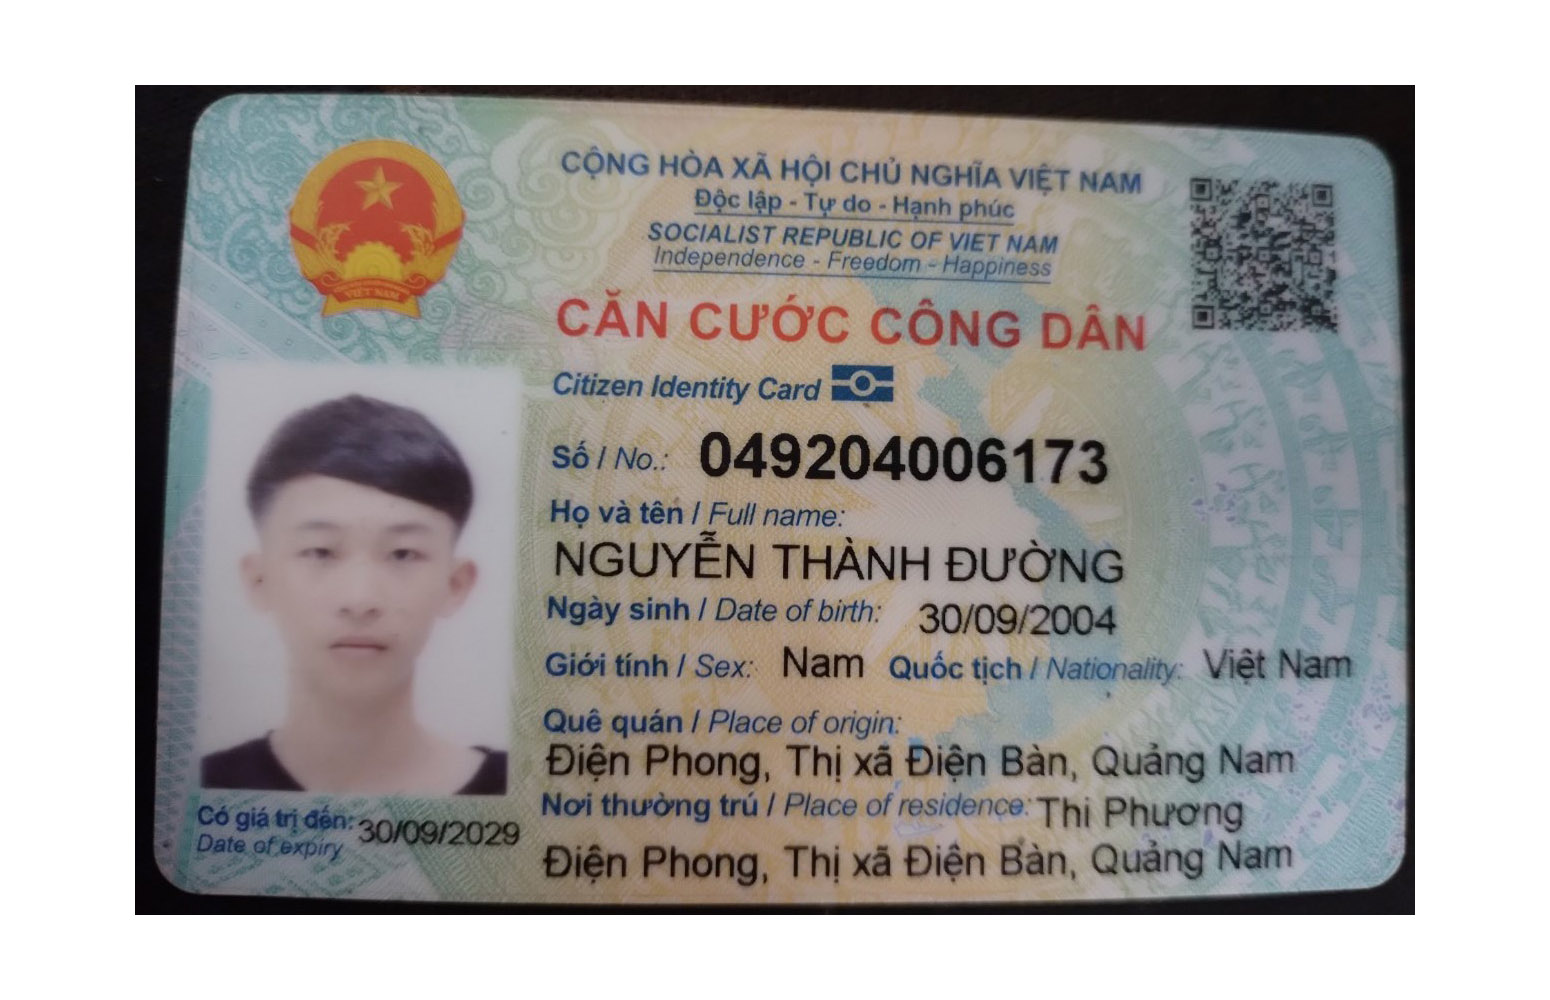 CỘNG HÒA XÃ HỘI CHỦ NGHĨA VIỆT NAM
Độc lập - Tự do - Hạnh phúc
SOCIALIST REPUBLIC OF VIET NAM
Independence - Freedom - Happiness
CĂN CƯỚC CÔNG DÂN
Citizen Identity Card
Số / No.: 049204006173
Họ và tên / Full name:
NGUYỄN THÀNH ĐƯỜNG
Ngày sinh / Date of birth: 30/09/2004
Giới tính / Sex: Nam Quốc tịch / Nationality: Việt Nam
Quê quán / Place of origin:
Điện Phong, Thị xã Điện Bàn, Quảng Nam
Nơi thường trú / Place of residence: Thi Phương
Điện Phong, Thị xã Điện Bàn, Quảng Nam
Có giá trị đến: 30/09/2029
Date of expiry
VIỆT NAM